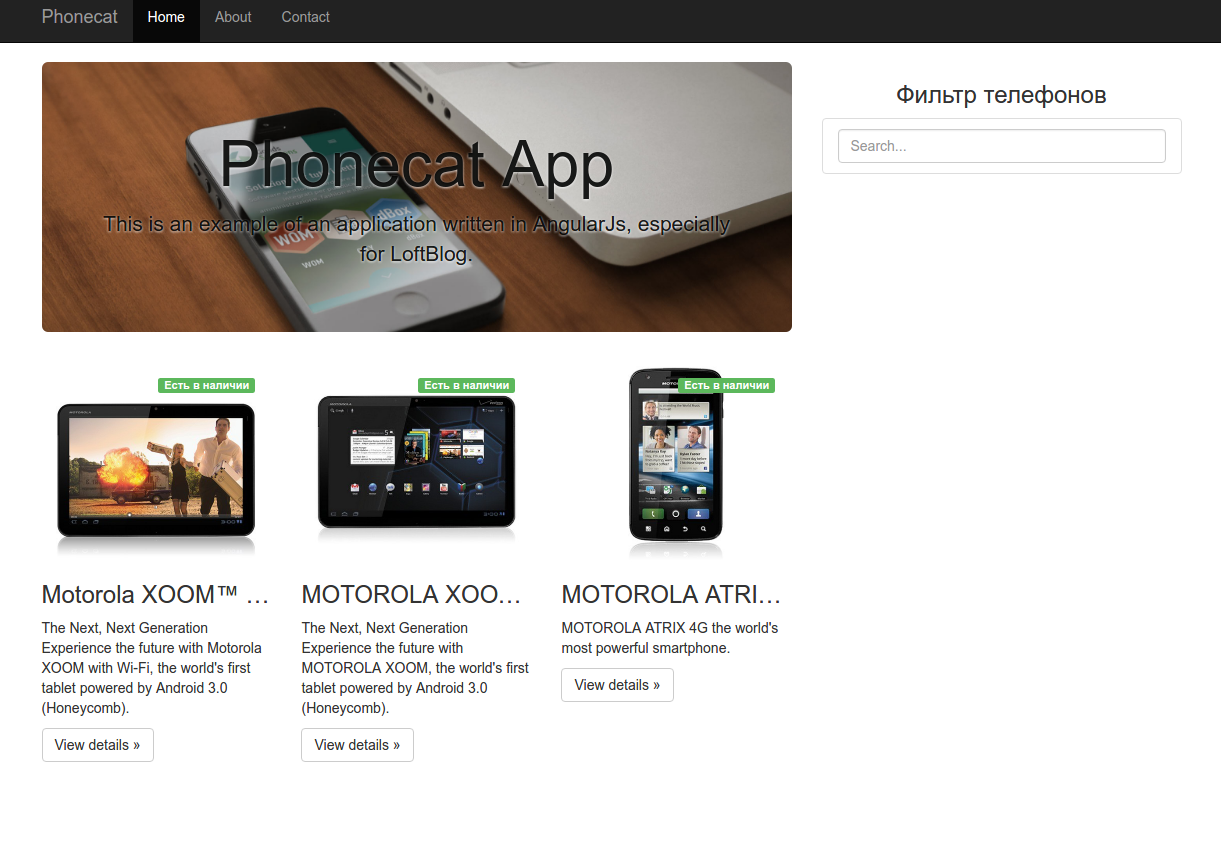 Phonecat Home About Contact
Phonecat App
This is an example of an application written in AngularJs, especially
for LoftBlog.
WOM
WOM
Фильтр телефонов
Search...
Есть в наличии
Есть в наличии
Есть в наличии
MOTOROLA
Motorola XOOM™ …
The Next, Next Generation
Experience the future with Motorola
XOOM with Wi-Fi, the world's first
tablet powered by Android 3.0
(Honeycomb).
View details »
MOTOROLA XOO…
The Next, Next Generation
Experience the future with
MOTOROLA XOOM, the world's first
tablet powered by Android 3.0
(Honeycomb).
View details »
MOTOROLA ATRI…
MOTOROLA ATRIX 4G the world's
most powerful smartphone.
View details »